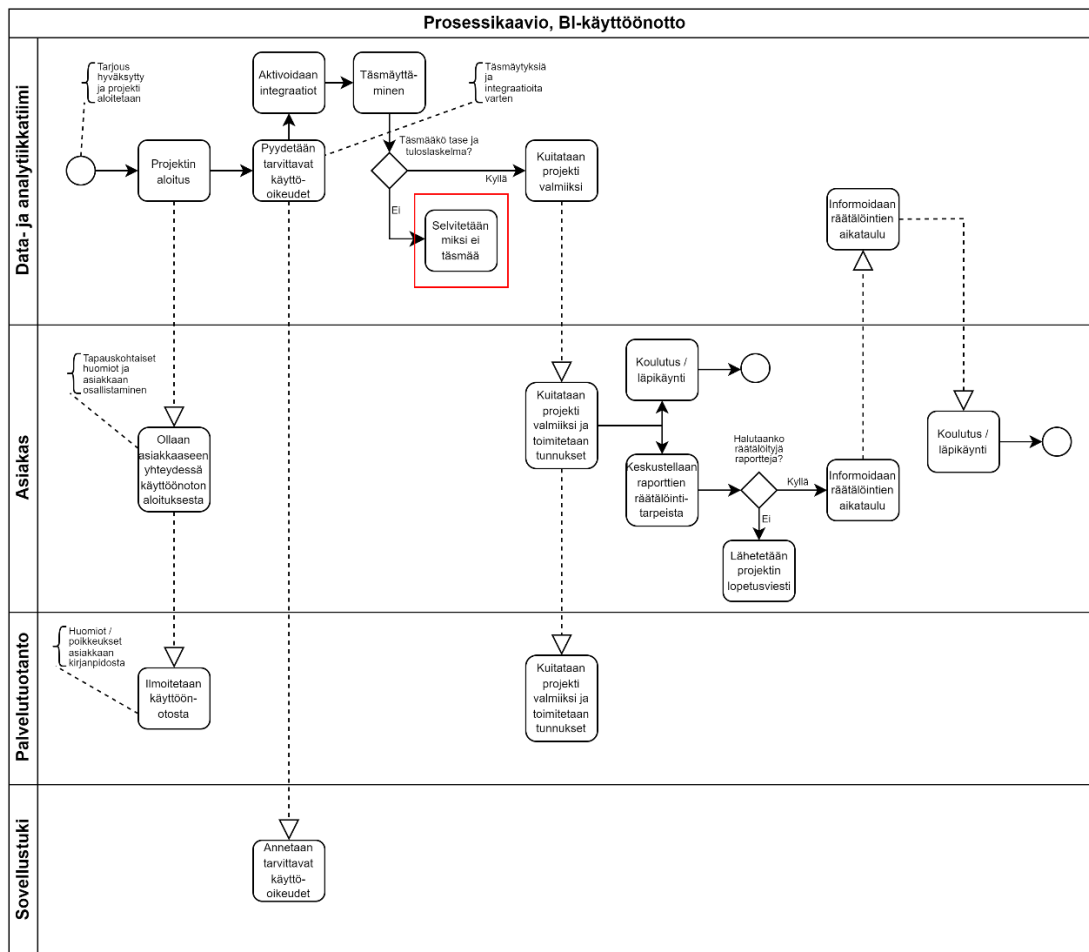 Prosessikaavio, BI-käyttöönotto
Data- ja analytiikkatiimi
Tarjous
hyväksytty
ja projekti
aloitetaan
Projektin
aloitus
Pyydetään
tarvittavat
käyttö-
oikeudet
Aktivoidaan
integraatiot
Täsmäyttä-
minen
Täsmäytyksiä
ja
integraatioita
varten
Täsmääkö tase ja
tuloslaskelma?
Kyllä
Ei
Selvitetään
miksi ei
täsmää
Kuitataan
projekti
valmiiksi
Informoidaan
räätälöintien
aikataulu
Asiakas
Tapauskohtaiset
huomiot ja
asiakkaan
osallistaminen
Ollaan
asiakkaaseen
yhteydessä
käyttöönoton
aloituksesta
Kuitataan
projekti
valmiiksi ja
toimitetaan
tunnukset
Koulutus /
läpikäynti
Keskustellaan
raporttien
räätälöinti-
tarpeista
Halutaanko
räätälöityjä
raportteja?
Kyllä
Ei
Lähetetään
projektin
lopetusviesti
Informoidaan
räätälöintien
aikataulu
Koulutus /
läpikäynti
Palvelutuotanto
Huomiot /
poikkeukset
asiakkaan
kirjanpidosta
Ilmoitetaan
käyttöön-
otosta
Kuitataan
projekti
valmiiksi ja
toimitetaan
tunnukset
Sovellustuki
Annetaan
tarvittavat
käyttö-
oikeudet